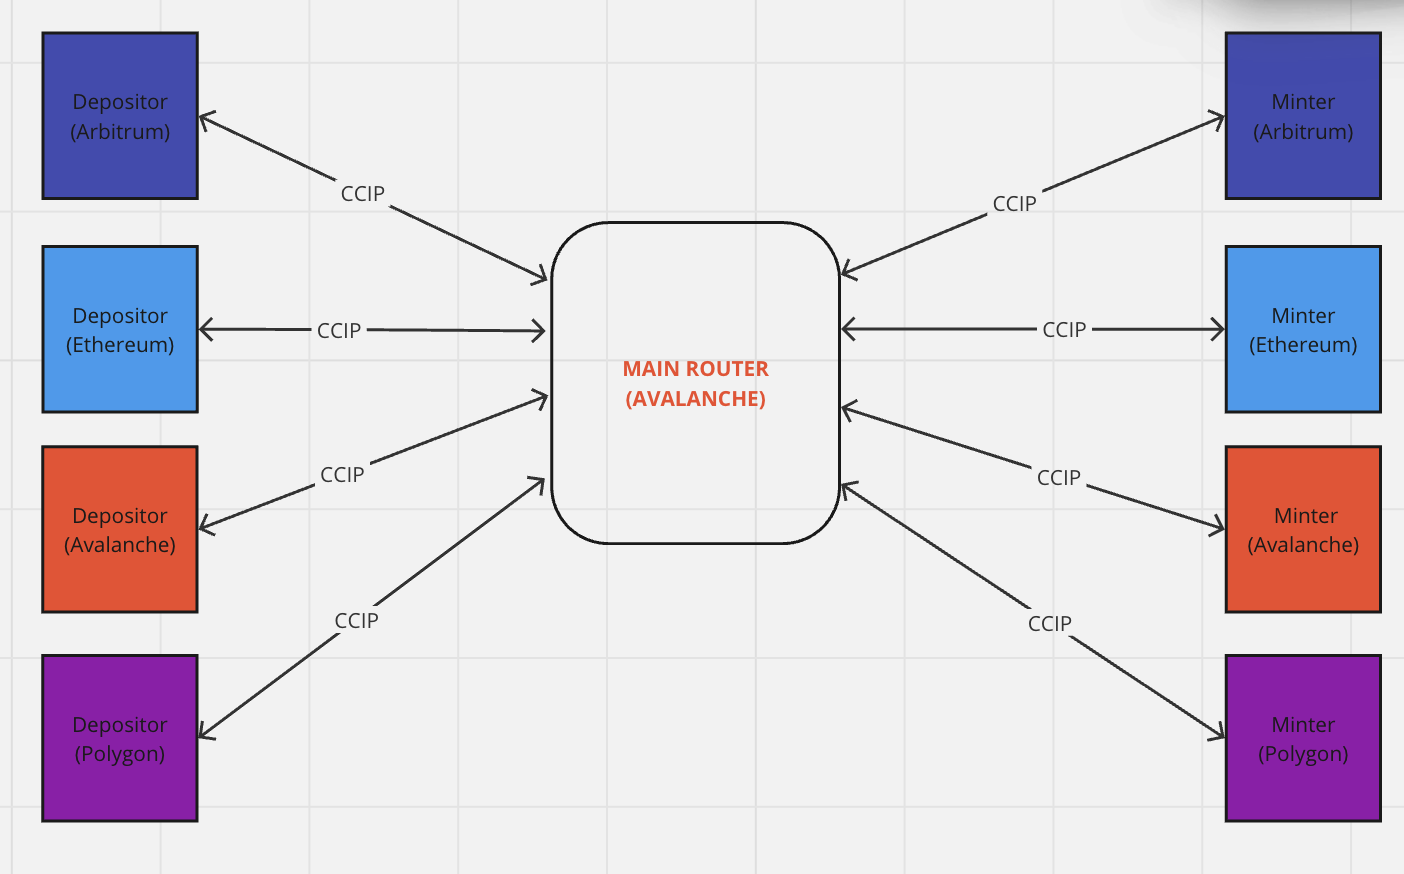 Depositor
(Arbitrum)
CCIP
Depositor
(Ethereum)
CCIP
Depositor
(Avalanche)
CCIP
Depositor
(Polygon)
CCIP
MAIN ROUTER
(AVALANCHE)
CCIP
Minter
(Arbitrum)
CCIP
Minter
(Ethereum)
CCIP
Minter
(Avalanche)
CCIP
Minter
(Polygon)